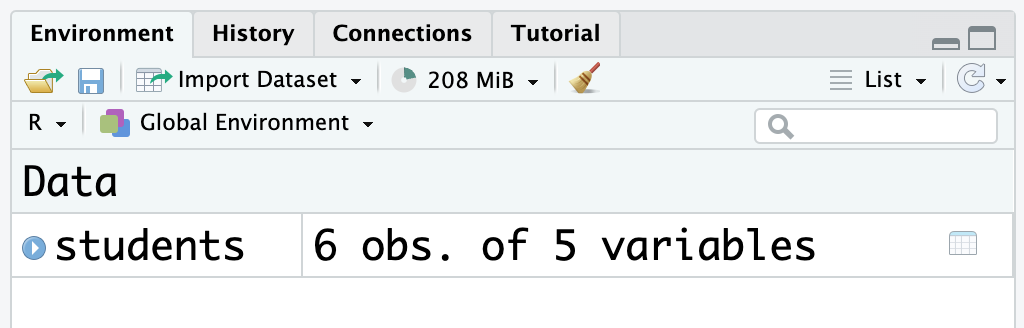 Environment History Connections Tutorial
Import Dataset 208 MiB List
R Global Environment
Data
students 6 obs. of 5 variables